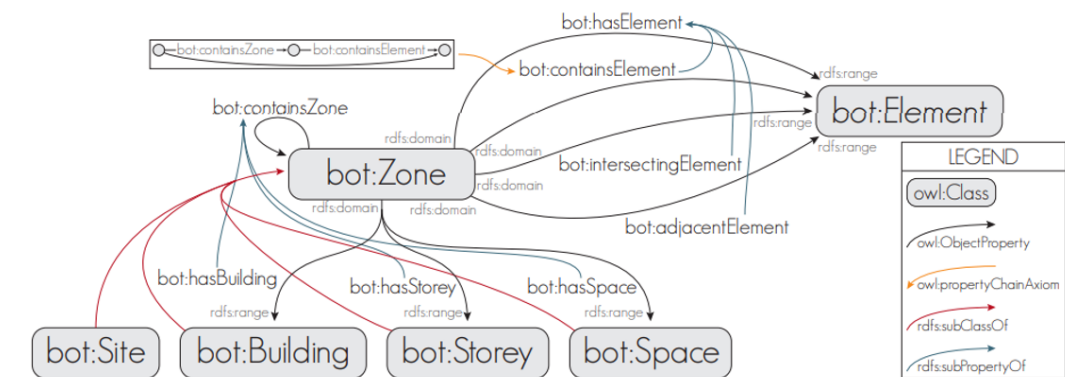 bot:hasElement
bot:containsZone
bot:containsElement
bot:containsElement
rdfs:range
bot:containsZone
bot:Element
rdfs:domain
rdfs:range
rdfs:domain
rdfs:range
LEGEND
bot:Zone
bot:intersectingElement
rdfs:domain
owl:Class
rdfs:domain
rdfs:domain
bot:adjacentElement
owl:ObjectProperty
bot:hasBuilding
bot:hasStorey
bot:hasSpace
owl:propertyChainAxiom
rdfs:range
rdfs:range
rdfs:range
rdfs:subClassOf
bot:Site
bot:Building
bot:Storey
bot:Space
rdfs:subPropertyOf